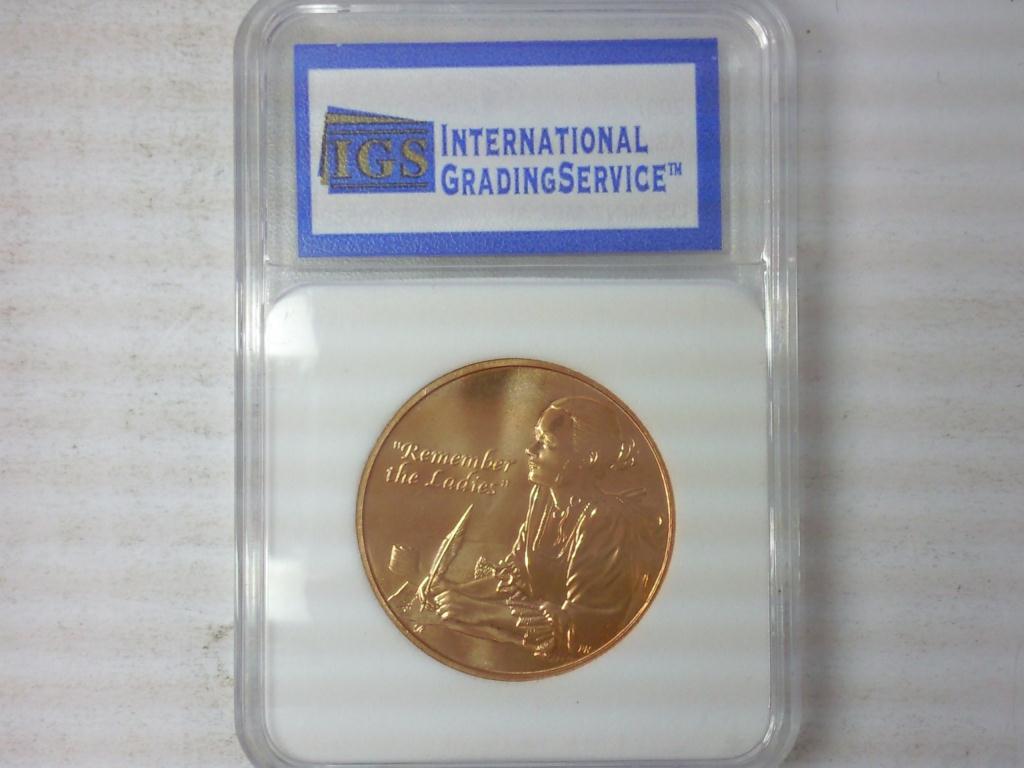 IGS
INTERNATIONAL
GRADINGSERVICE™
"Remember
the Ladies"